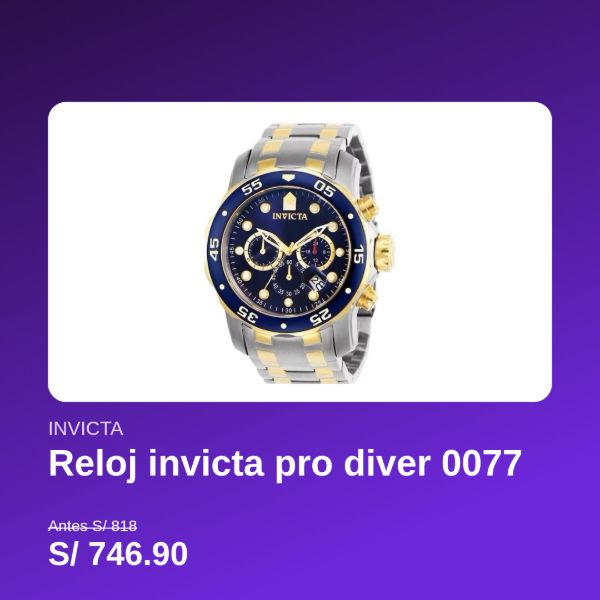 55
05
INVICTA
45
15
35
25
INVICTA
Reloj invicta pro diver 0077
Antes S/ 818
S/ 746.90